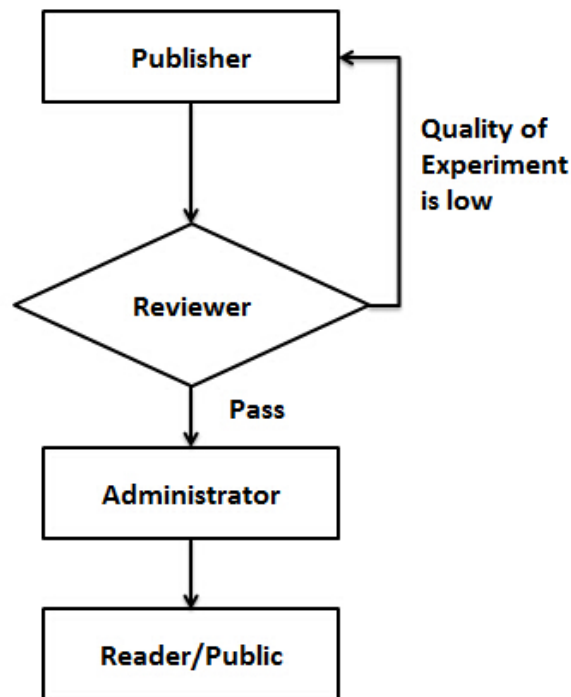 Publisher
Quality of
Experiment
is low
Reviewer
Pass
Administrator
Reader/Public